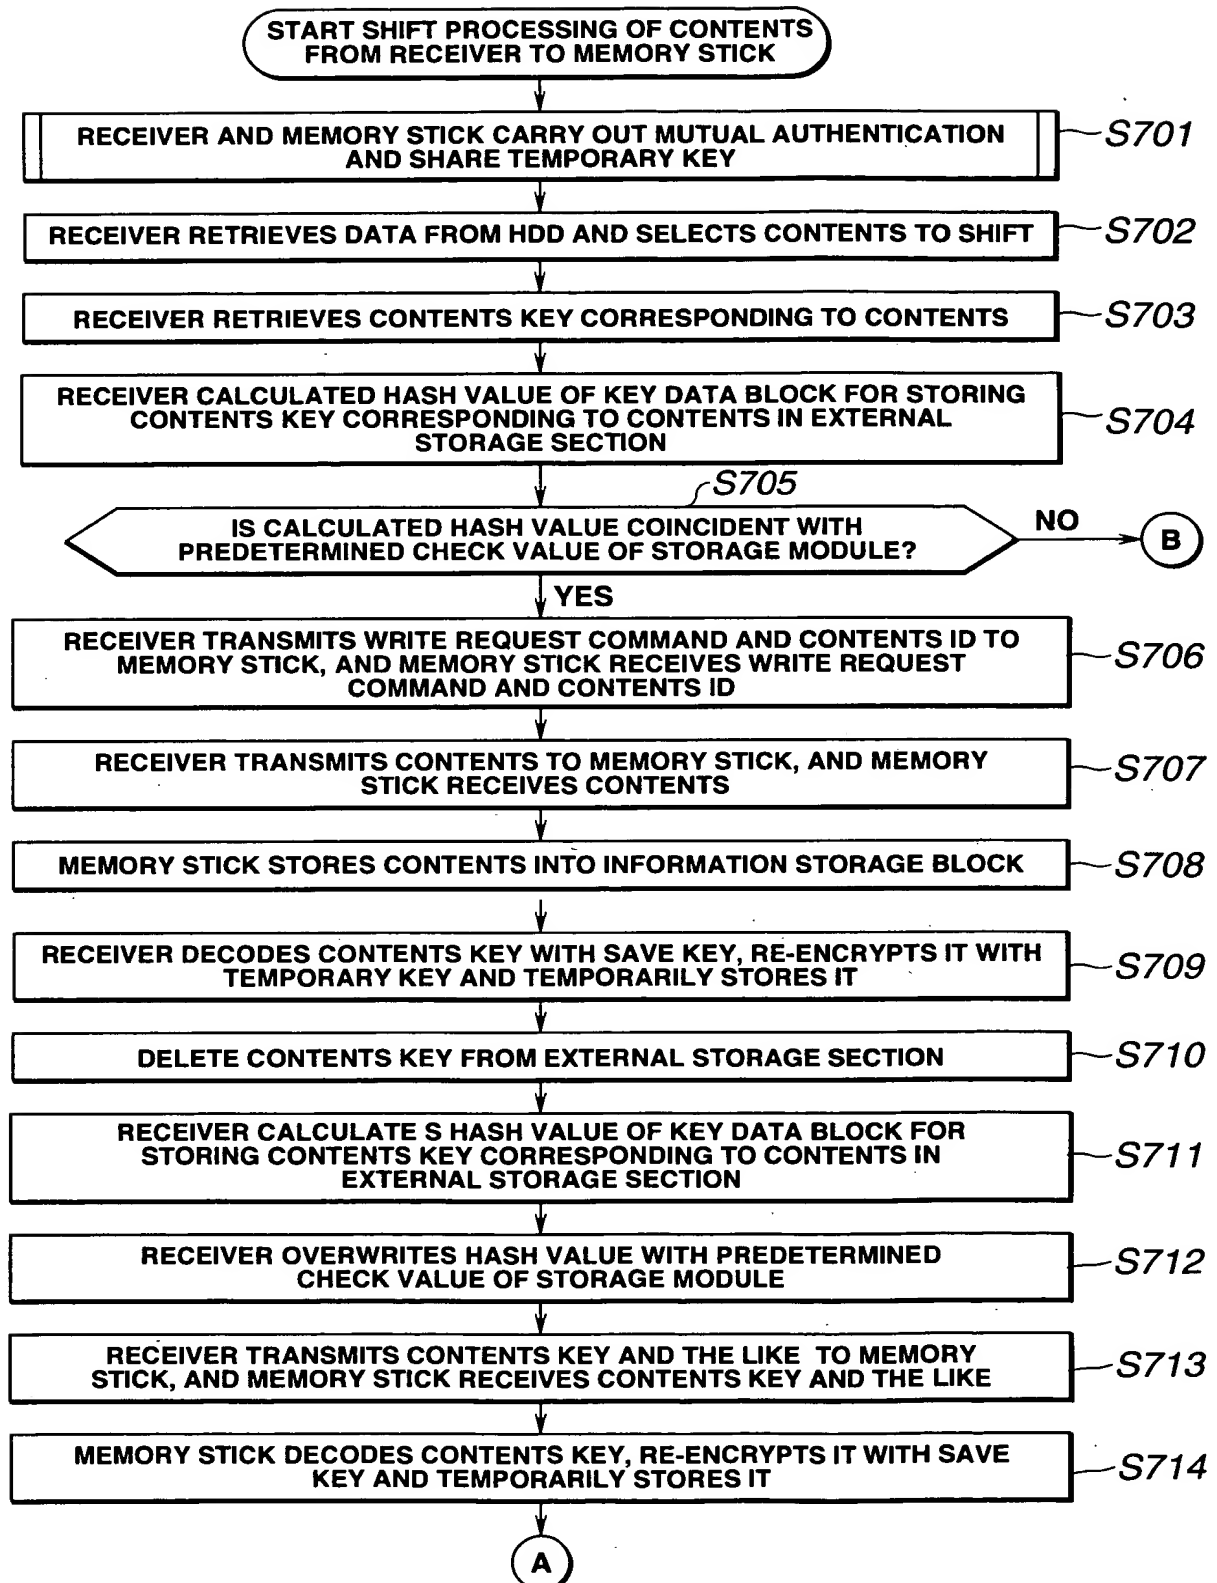 START SHIFT PROCESSING OF CONTENTS
FROM RECEIVER TO MEMORY STICK
RECEIVER AND MEMORY STICK CARRY OUT MUTUAL AUTHENTICATION
AND SHARE TEMPORARY KEY
S701
RECEIVER RETRIEVES DATA FROM HDD AND SELECTS CONTENTS TO SHIFT
S702
RECEIVER RETRIEVES CONTENTS KEY CORRESPONDING TO CONTENTS
S703
RECEIVER CALCULATED HASH VALUE OF KEY DATA BLOCK FOR STORING
CONTENTS KEY CORRESPONDING TO CONTENTS IN EXTERNAL
STORAGE SECTION
S704
S705
IS CALCULATED HASH VALUE COINCIDENT WITH
PREDETERMINED CHECK VALUE OF STORAGE MODULE?
NO
B
YES
RECEIVER TRANSMITS WRITE REQUEST COMMAND AND CONTENTS ID TO
MEMORY STICK, AND MEMORY STICK RECEIVES WRITE REQUEST
COMMAND AND CONTENTS ID
S706
RECEIVER TRANSMITS CONTENTS TO MEMORY STICK, AND MEMORY
STICK RECEIVES CONTENTS
S707
MEMORY STICK STORES CONTENTS INTO INFORMATION STORAGE BLOCK
S708
RECEIVER DECODES CONTENTS KEY WITH SAVE KEY, RE-ENCRYPTS IT WITH
TEMPORARY KEY AND TEMPORARILY STORES IT
S709
DELETE CONTENTS KEY FROM EXTERNAL STORAGE SECTION
S710
RECEIVER CALCULATE S HASH VALUE OF KEY DATA BLOCK FOR
STORING CONTENTS KEY CORRESPONDING TO CONTENTS IN
EXTERNAL STORAGE SECTION
S711
RECEIVER OVERWRITES HASH VALUE WITH PREDETERMINED
CHECK VALUE OF STORAGE MODULE
S712
RECEIVER TRANSMITS CONTENTS KEY AND THE LIKE TO MEMORY
STICK, AND MEMORY STICK RECEIVES CONTENTS KEY AND THE LIKE
S713
MEMORY STICK DECODES CONTENTS KEY, RE-ENCRYPTS IT WITH SAVE
KEY AND TEMPORARILY STORES IT
S714
A